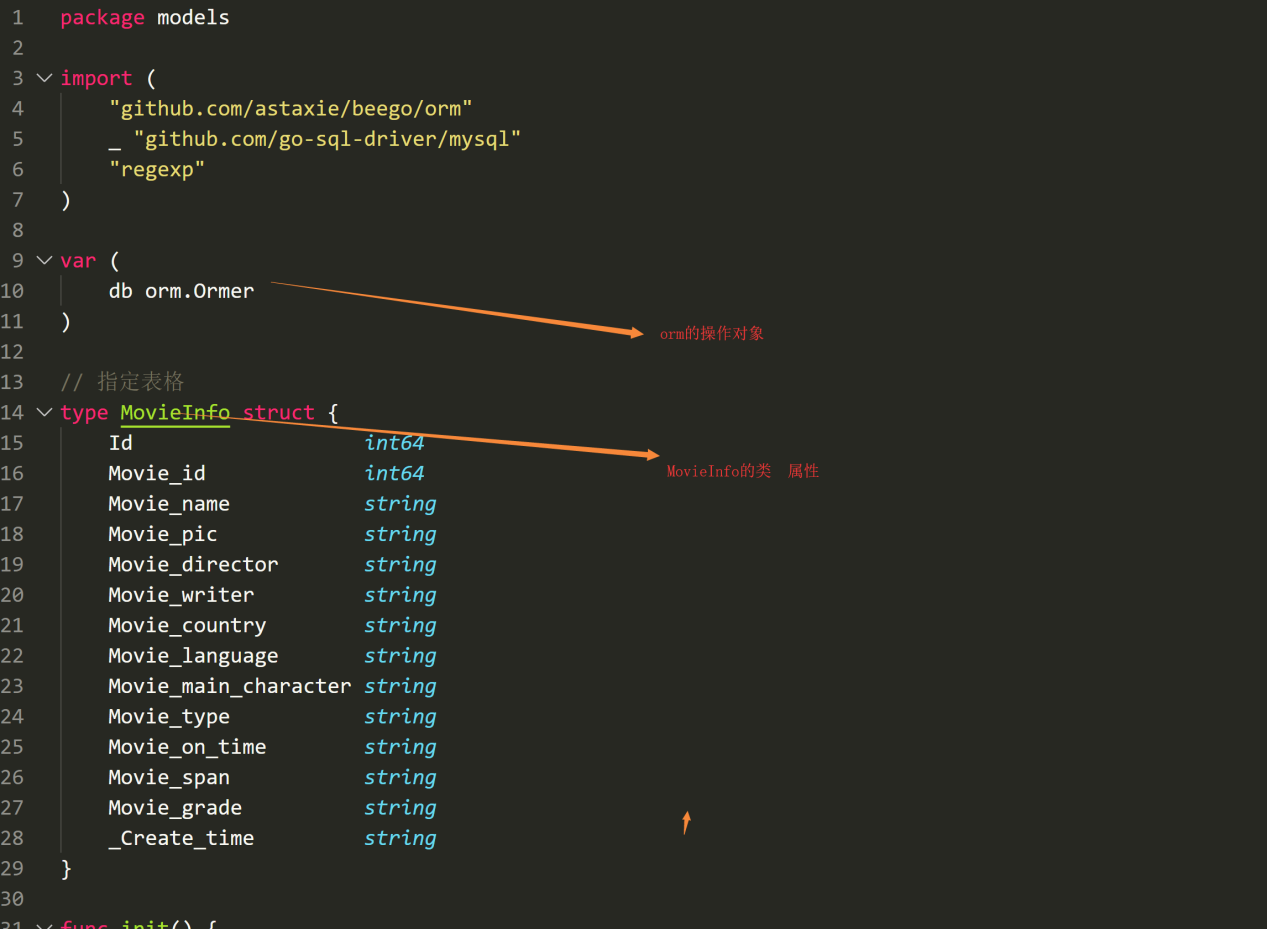 1 package models
2
3 import (
4 "github.com/astaxie/beego/orm"
5 _ "github.com/go-sql-driver/mysql"
6 "regexp"
7 )
8
9 var (
10 db orm.Ormer
11 )
orm的操作对象
12
13 // 指定表格
14 type MovieInfo struct {
15 Id int64
MovieInfo的类 属性
16 Movie_id int64
17 Movie_name string
18 Movie_pic string
19 Movie_director string
20 Movie_writer string
21 Movie_country string
22 Movie_language string
23 Movie_main_character string
24 Movie_type string
25 Movie_on_time string
26 Movie_span string
27 Movie_grade string
28 _Create_time string
29 }
30
31 func init() {